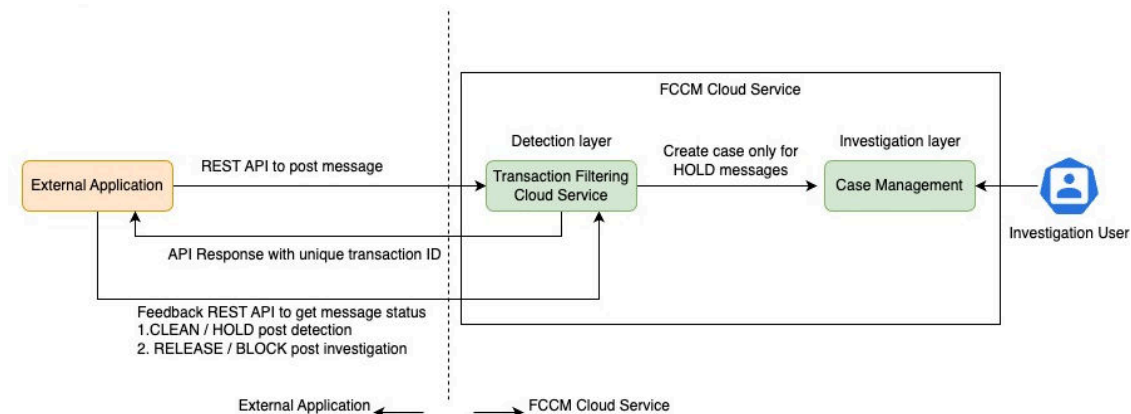 FCCM Cloud Service
Detection layer
Investigation layer
REST API to post message
Create case only for
HOLD messages
External Application
Transaction Filtering
Cloud Service
Case Management
Investigation User
API Response with unique transaction ID
Feedback REST API to get message status
1.CLEAN / HOLD post detection
2. RELEASE / BLOCK post investigation
External Application
FCCM Cloud Service